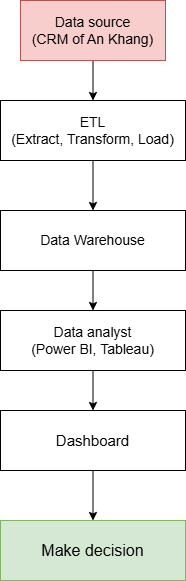 Data source
(CRM of An Khang)
ETL
(Extract, Transform, Load)
Data Warehouse
Data analyst
(Power BI, Tableau)
Dashboard
Make decision